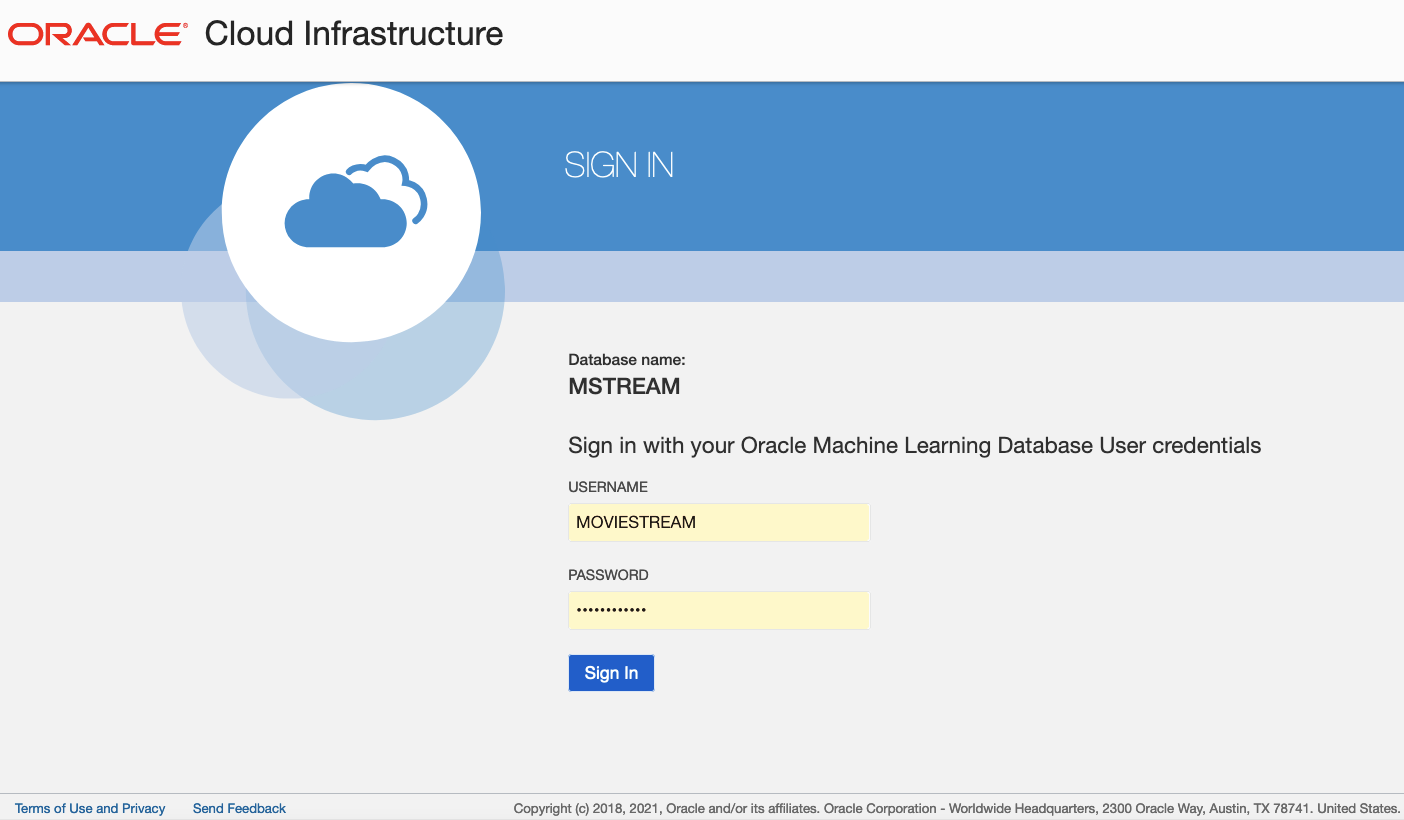 ORACLE® Cloud Infrastructure
SIGN IN
Database name:
MSTREAM
Sign in with your Oracle Machine Learning Database User credentials
USERNAME
MOVIESTREAM
PASSWORD
••••••••••••
Sign In
Terms of Use and Privacy Send Feedback Copyright (c) 2018, 2021, Oracle and/or its affiliates. Oracle Corporation - Worldwide Headquarters, 2300 Oracle Way, Austin, TX 78741. United States.